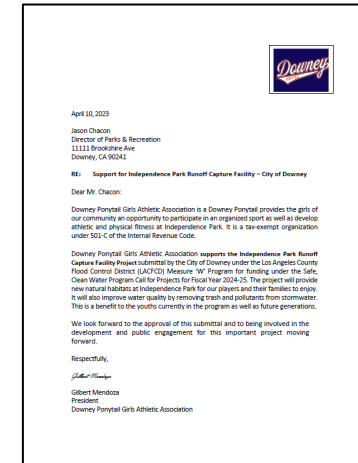 Downey
April 10, 2023
Jason Chacon
Director of Parks & Recreation
11111 Brookshire Ave
Downey, CA 90241
RE: Support for Independence Park Runoff Capture Facility – City of Downey
Dear Mr. Chacon:
Downey Ponytail Girls Athletic Association is a Downey Ponytail provides the girls of
our community an opportunity to participate in an organized sport as well as develop
athletic and physical fitness at Independence Park. It is a tax-exempt organization
under 501-C of the Internal Revenue Code.
Downey Ponytail Girls Athletic Association supports the Independence Park Runoff
Capture Facility Project submitted by the City of Downey under the Los Angeles County
Flood Control District (LACFCD) Measure 'W' Program for funding under the Safe,
Clean Water Program Call for Projects for Fiscal Year 2024-25. The project will provide
new natural habitats at Independence Park for our players and their families to enjoy.
It will also improve water quality by removing trash and pollutants from stormwater.
This is a benefit to the youths currently in the program as well as future generations.
We look forward to the approval of this submittal and to being involved in the
development and public engagement for this important project moving
forward.
Respectfully,
Gilbert Mendoza
Gilbert Mendoza
President
Downey Ponytail Girls Athletic Association